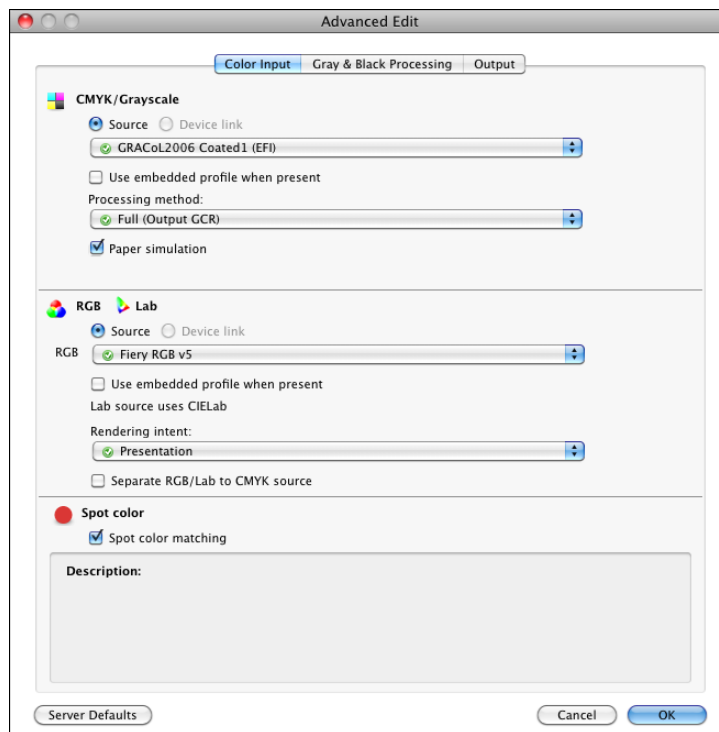 Advanced Edit
Color Input Gray & Black Processing Output
CMYK/Grayscale
Source Device link
GRACoL2006 Coated1 (EFI)
Use embedded profile when present
Processing method:
Full (Output GCR)
Paper simulation
RGB Lab
Source Device link
RGB Fiery RGB v5
Use embedded profile when present
Lab source uses CIELab
Rendering intent:
Presentation
Separate RGB/Lab to CMYK source
Spot color
Spot color matching
Description:
Server Defaults Cancel OK